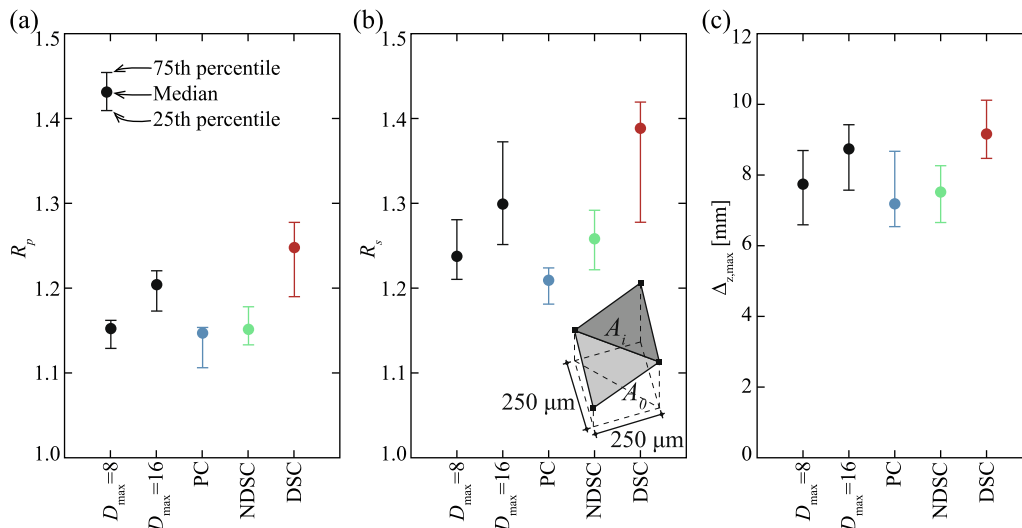 (a)
1.5
1.4
1.3
1.2
1.1
1.0
R_p
75th percentile
Median
25th percentile
D_max=8
D_max=16
PC
NDSC
DSC
(b)
1.5
1.4
1.3
1.2
1.1
1.0
R_s
A_i
A_0
250 μm
250 μm
D_max=8
D_max=16
PC
NDSC
DSC
(c)
12
10
8
6
4
2
0
Δ_z,max [mm]
D_max=8
D_max=16
PC
NDSC
DSC